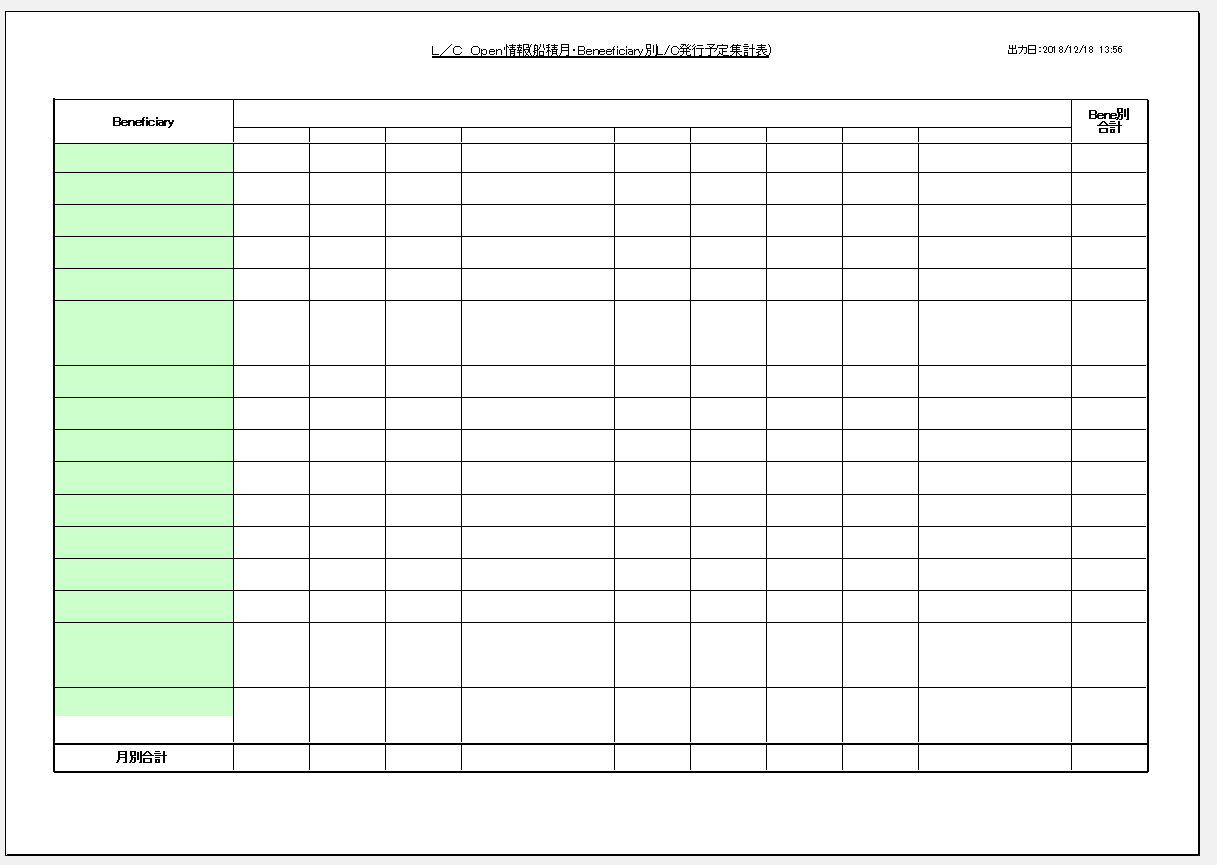 L／C Open情報(船積月・Beneeficiary別L/C発行予定集計表)
出力日:2018/12/18 13:56
Beneficiary
Bene別
合計
月別合計